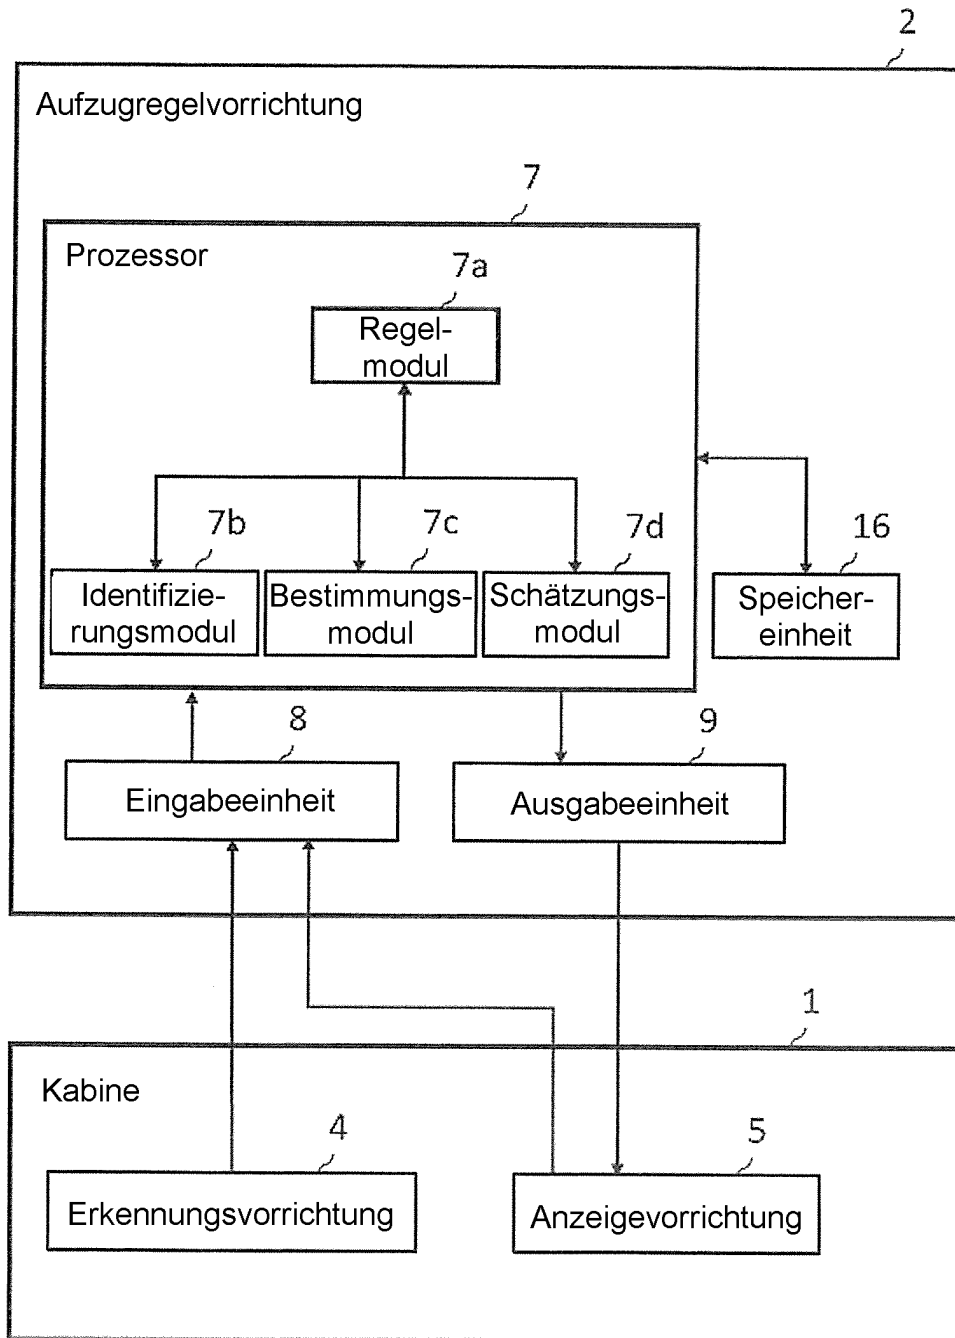 2
Aufzugregelvorrichtung
7
Prozessor
7a
Regel-
modul
7b
7c
7d
16
Identifizie-
rungsmodul
Bestimmungs-
modul
Schätzungs-
modul
Speicher-
einheit
8
9
Eingabeeinheit
Ausgabeeinheit
1
Kabine
4
5
Erkennungsvorrichtung
Anzeigevorrichtung